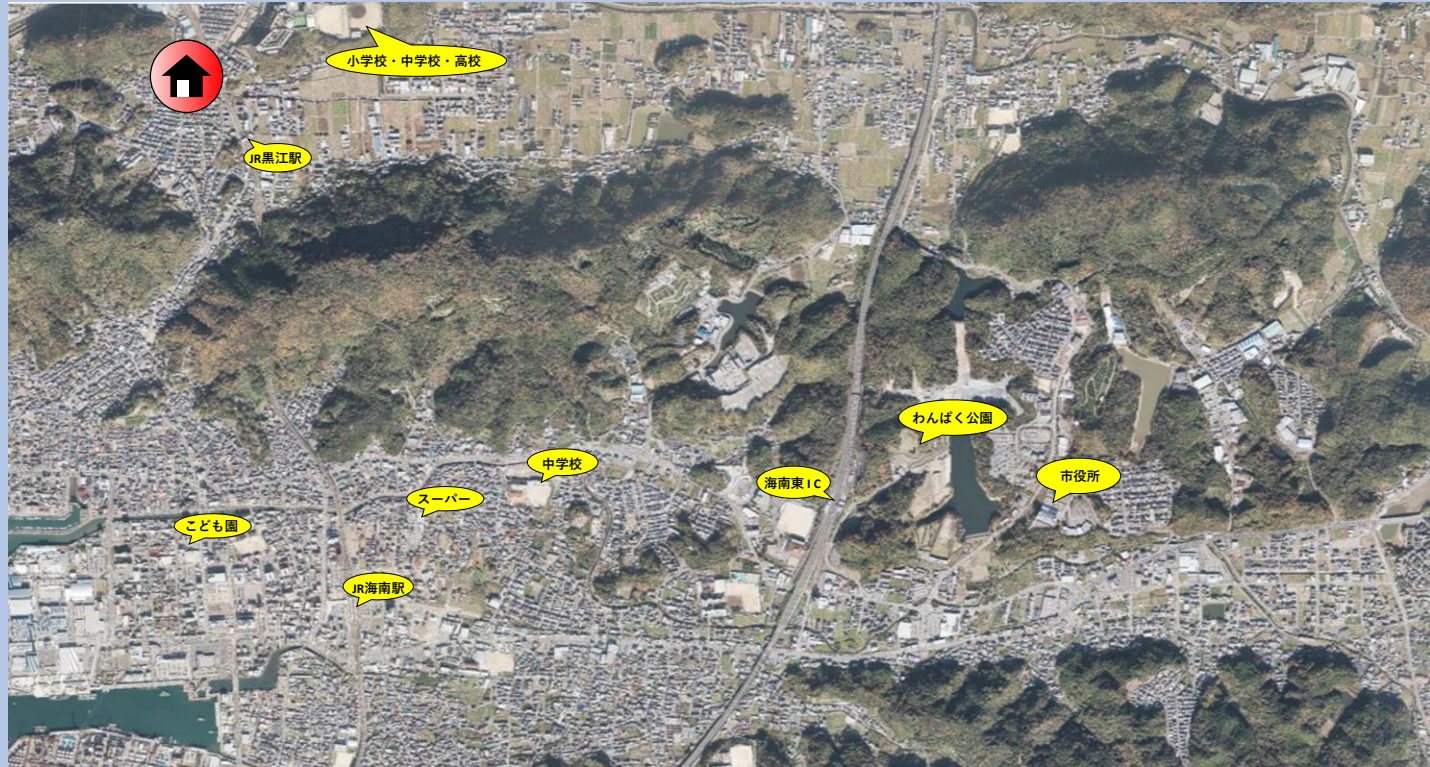 小学校・中学校・高校
JR黒江駅
わんぱく公園
中学校
市役所
海南東IC
スーパー
こども園
JR海南駅